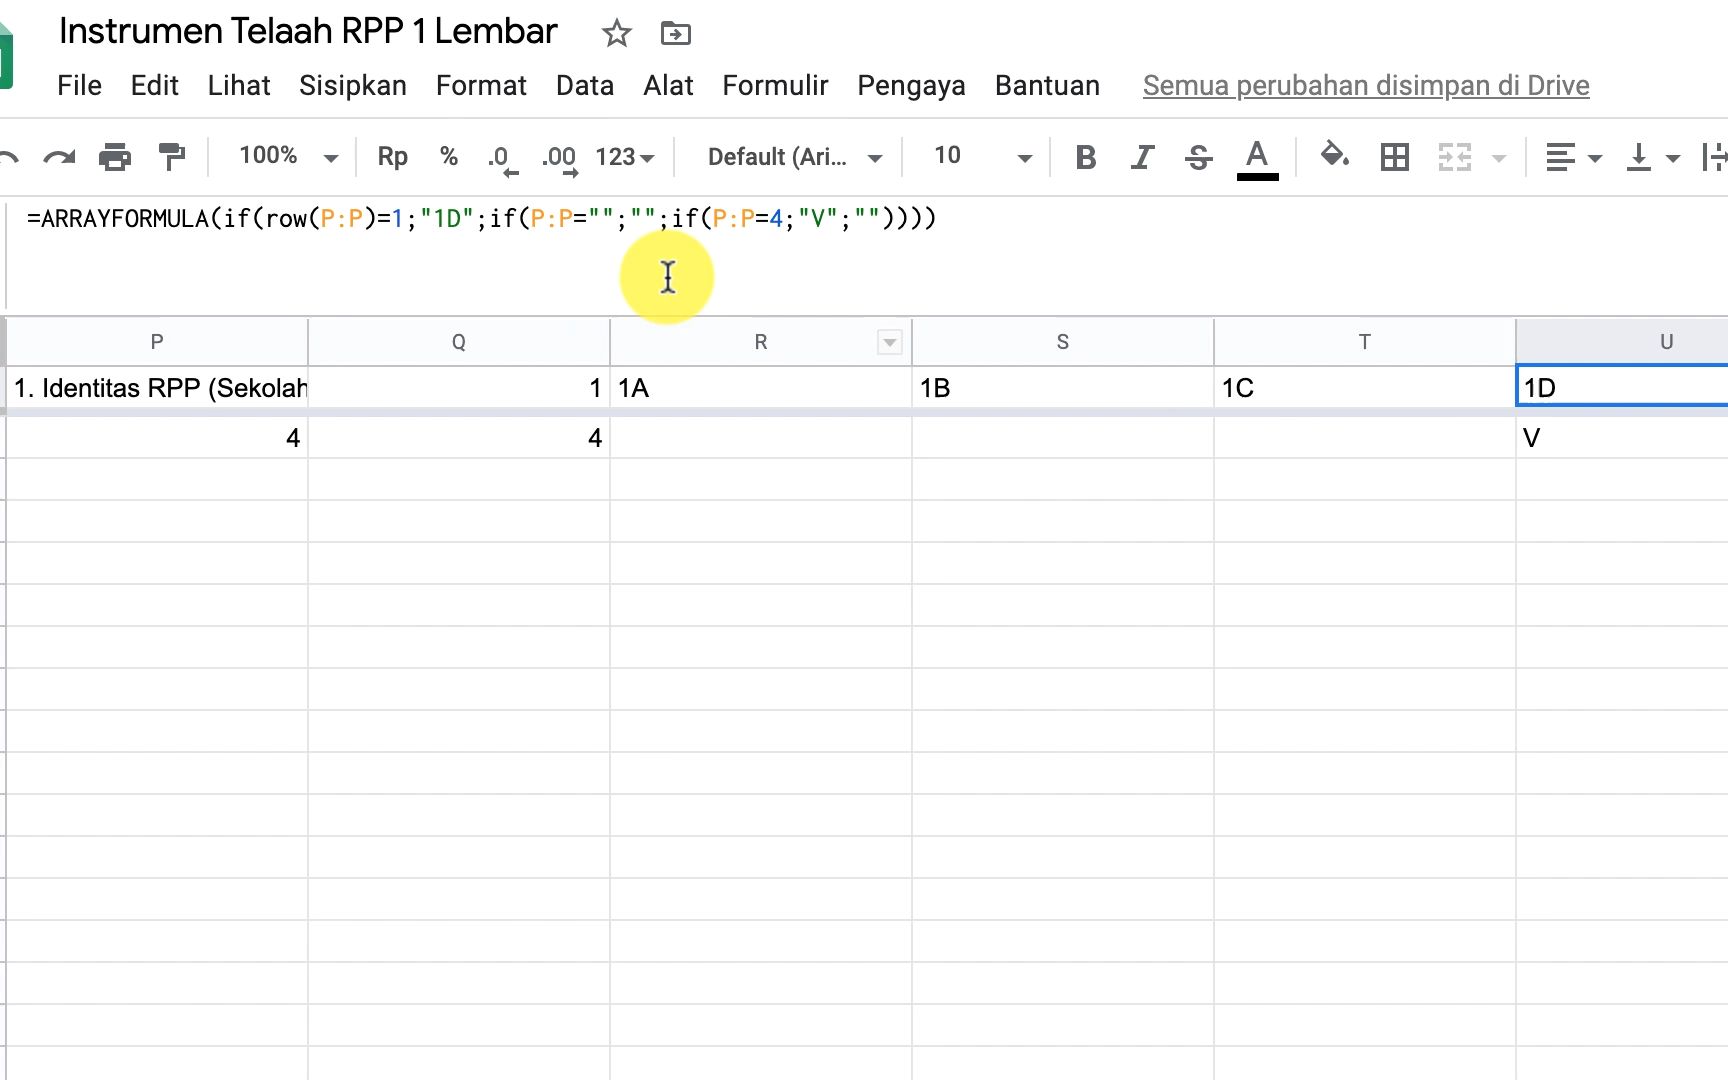 Instrumen Telaah RPP 1 Lembar
File Edit Lihat Sisipkan Format Data Alat Formulir Pengaya Bantuan Semua perubahan disimpan di Drive
100% Rp % .0 .00 123 Default (Ari... 10 B I S A
=ARRAYFORMULA(if(row(P:P)=1;"1D";if(P:P="";"";if(P:P=4;"V";""))))
P Q R S T U
1. Identitas RPP (Sekolah 1 1A 1B 1C 1D
4 4 V